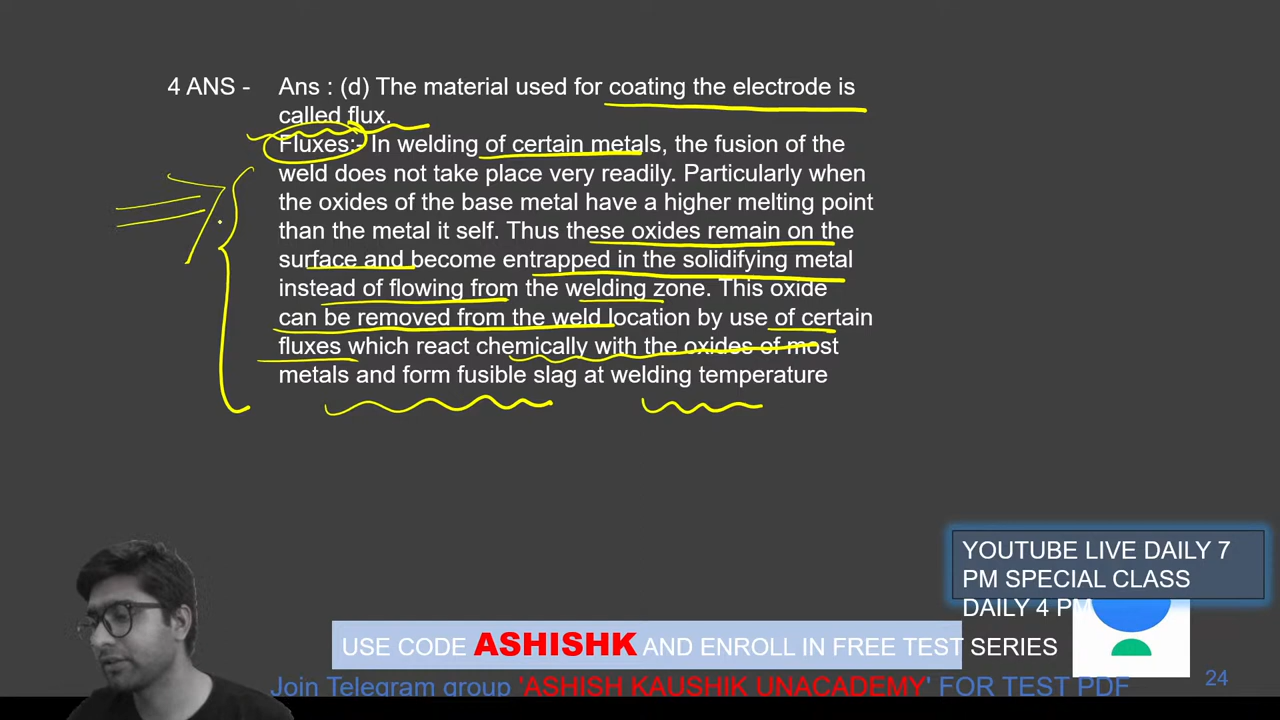 4 ANS - Ans : (d) The material used for coating the electrode is
called flux.
Fluxes:- In welding of certain metals, the fusion of the
weld does not take place very readily. Particularly when
the oxides of the base metal have a higher melting point
than the metal it self. Thus these oxides remain on the
surface and become entrapped in the solidifying metal
instead of flowing from the welding zone. This oxide
can be removed from the weld location by use of certain
fluxes which react chemically with the oxides of most
metals and form fusible slag at welding temperature
YOUTUBE LIVE DAILY 7
PM SPECIAL CLASS
DAILY 4 PM
USE CODE ASHISHK AND ENROLL IN FREE TEST SERIES
Join Telegram group 'ASHISH KAUSHIK UNACADEMY' FOR TEST PDF
24